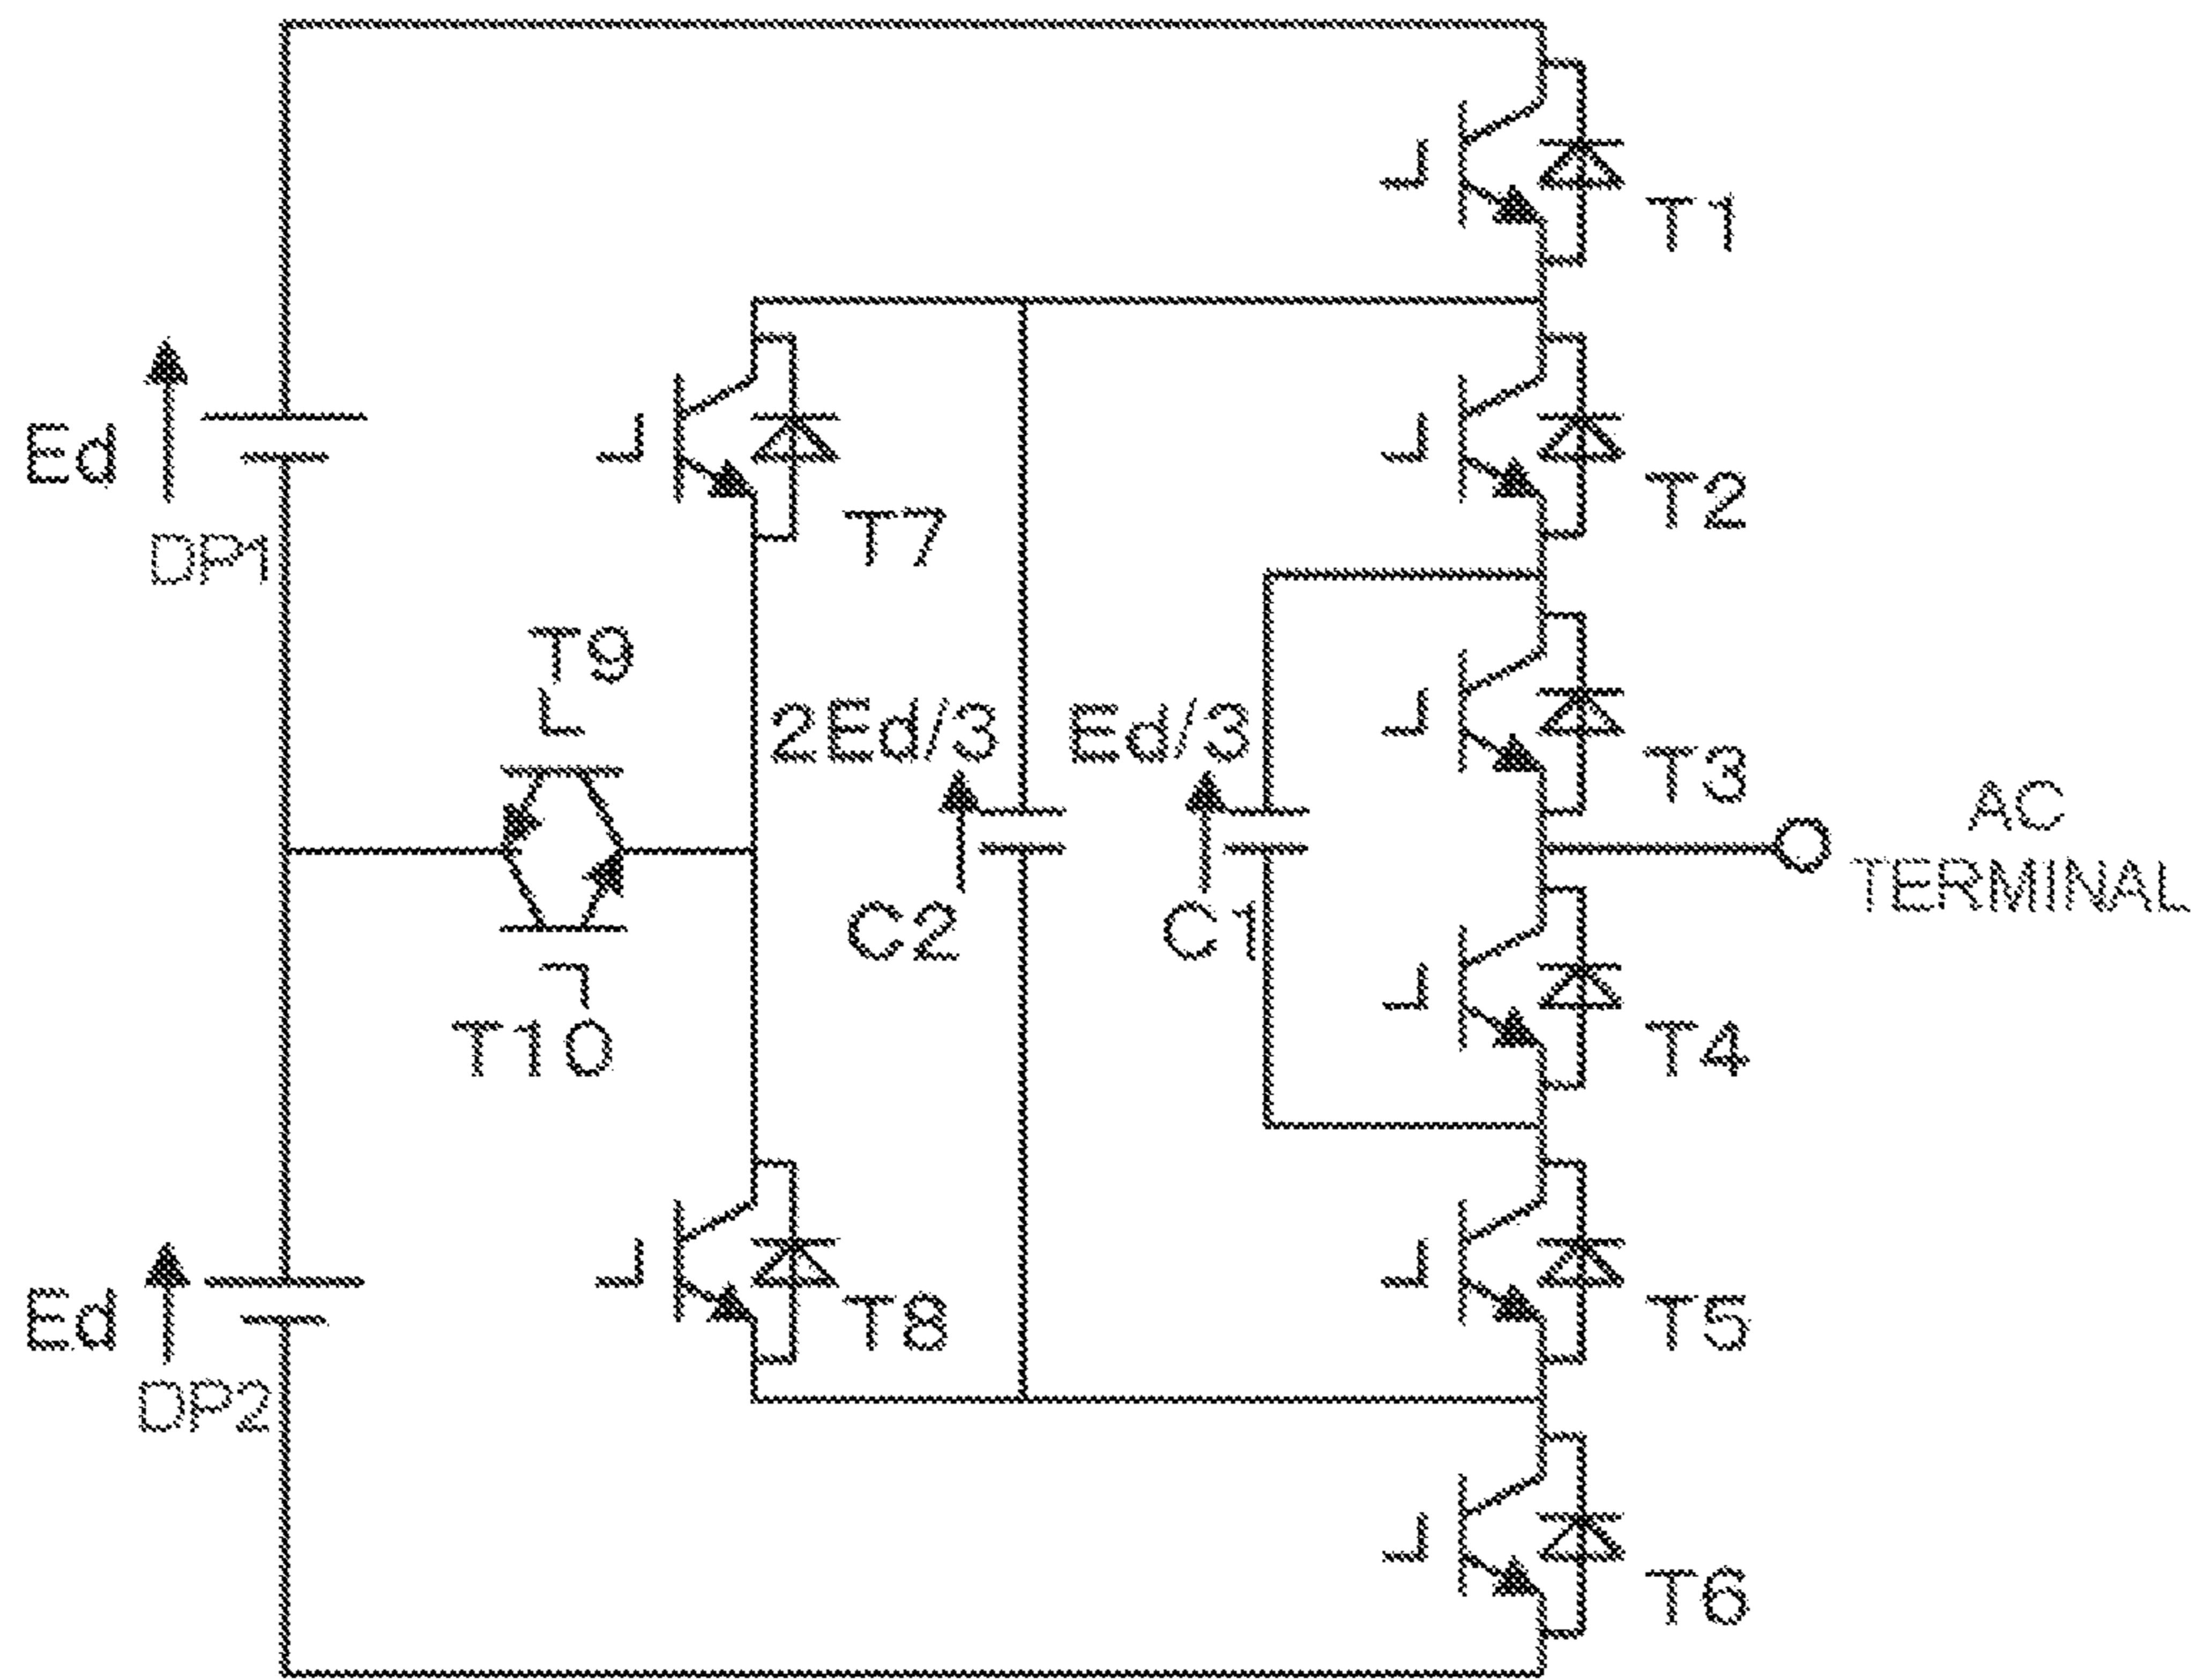 T1
Ed
DP1
T7
T2
T9
2Ed/3
Ed/3
T3
AC
TERMINAL
C2
C1
T10
T4
Ed
DP2
T8
T5
T6